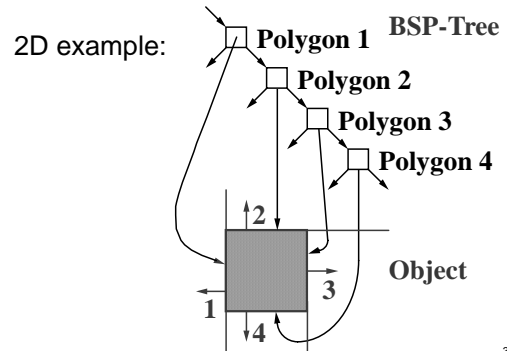 BSP-Tree
2D example:
Polygon 1
Polygon 2
Polygon 3
Polygon 4
2
Object
3
1
4